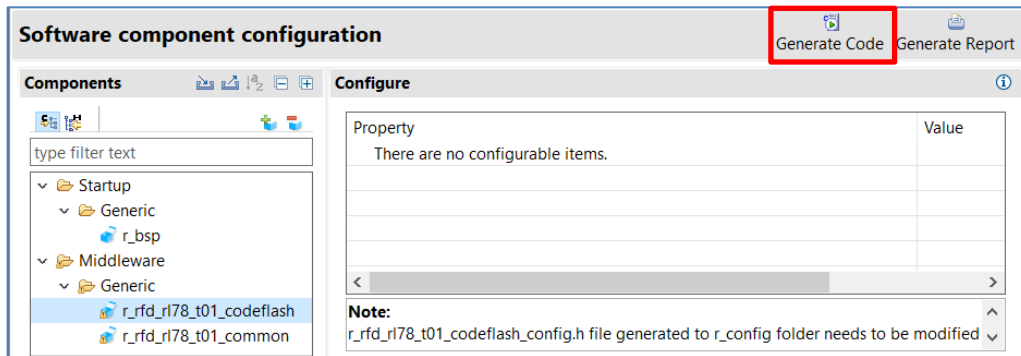 Software component configuration
Generate Code
Generate Report
Components
Configure
type filter text
Startup
Generic
r_bsp
Middleware
Generic
r_rfd_rl78_t01_codeflash
r_rfd_rl78_t01_common
Property
Value
There are no configurable items.
Note:
r_rfd_rl78_t01_codeflash_config.h file generated to r_config folder needs to be modified